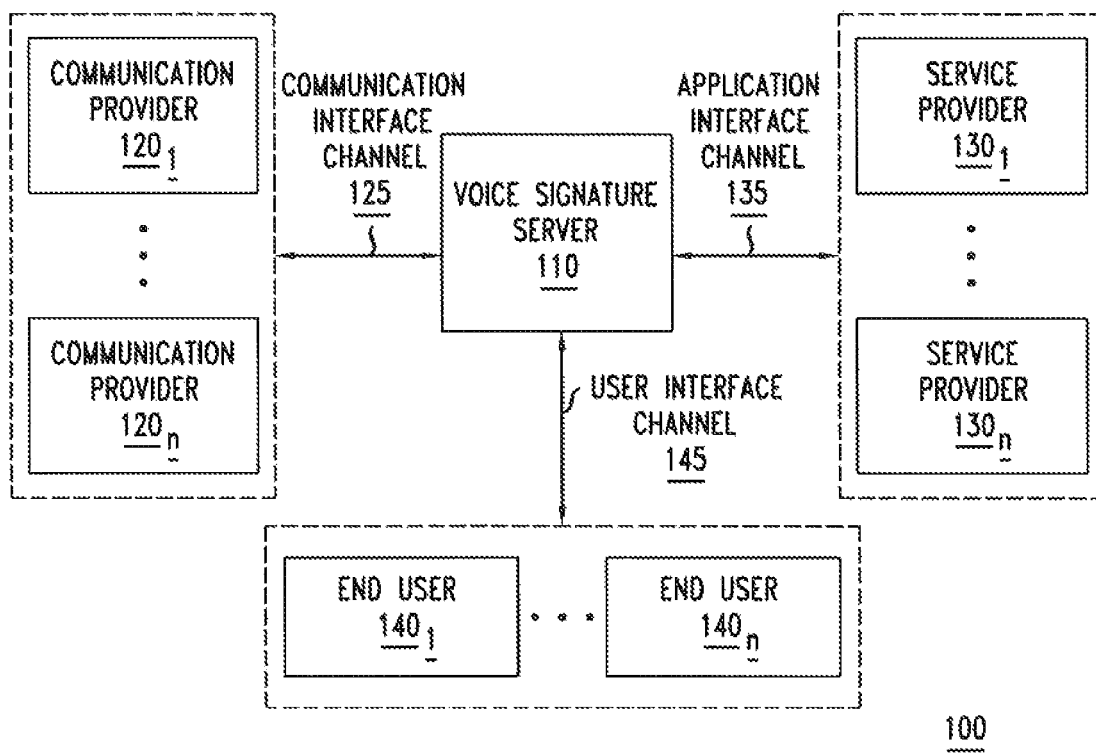 COMMUNICATION
PROVIDER
120 1
COMMUNICATION
PROVIDER
120 n
COMMUNICATION
INTERFACE
CHANNEL
125
VOICE SIGNATURE
SERVER
110
APPLICATION
INTERFACE
CHANNEL
135
SERVICE
PROVIDER
130 1
SERVICE
PROVIDER
130 n
USER INTERFACE
CHANNEL
145
END USER
140 1
END USER
140 n
100